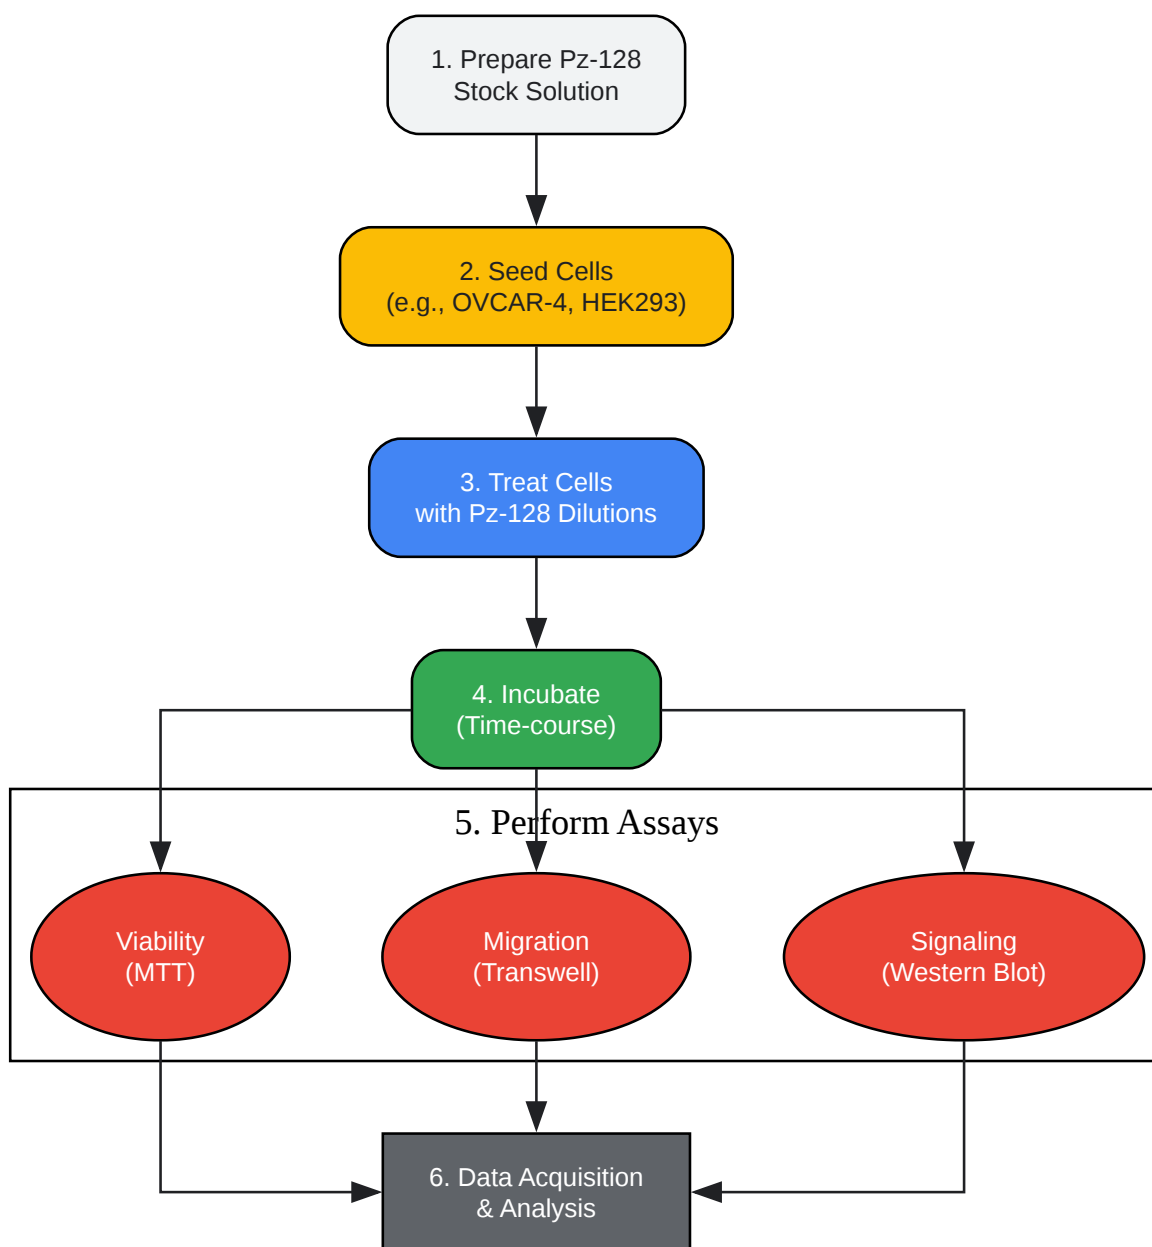 1. Prepare Pz-128
Stock Solution
2. Seed Cells
(e.g., OVCAR-4, HEK293)
3. Treat Cells
with Pz-128 Dilutions
4. Incubate
(Time-course)
5. Perform Assays
Viability
(MTT)
Migration
(Transwell)
Signaling
(Western Blot)
6. Data Acquisition
& Analysis